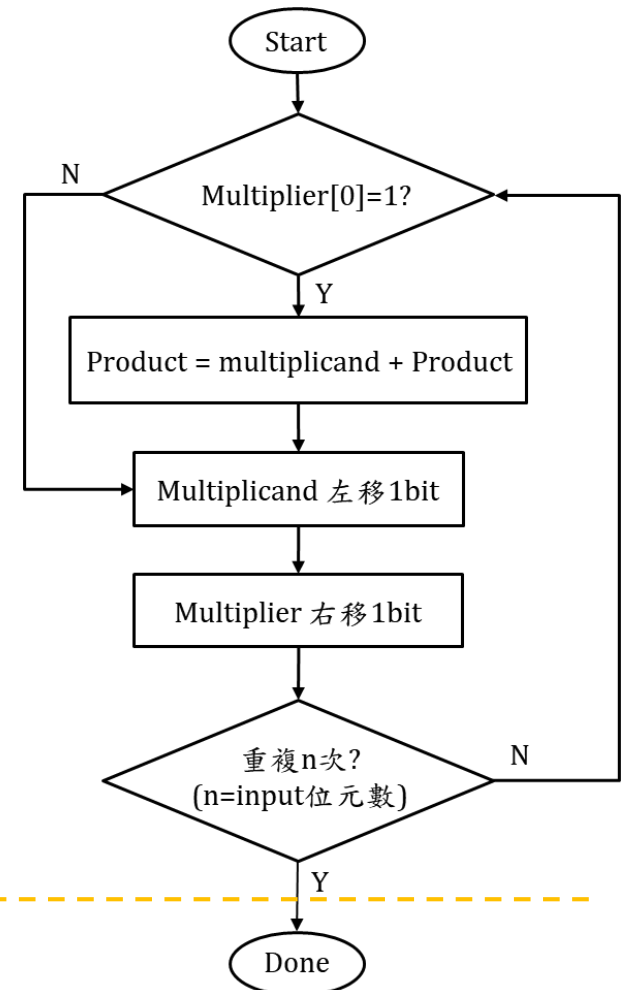 Start
N
Multiplier[0]=1?
Y
Product = multiplicand + Product
Multiplicand 左移1bit
Multiplier 右移1bit
重複n次?
(n=input位元數)
N
Y
Done